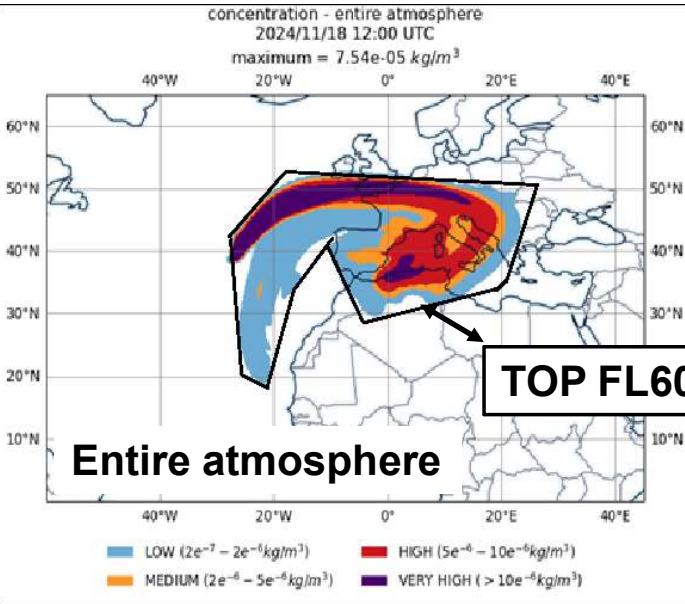 concentration - entire atmosphere
2024/11/18 12:00 UTC
maximum = 7.54e-05 kg/m³
40°W 20°W 0° 20°E 40°E
60°N 60°N
50°N 50°N
40°N 40°N
30°N 30°N
TOP FL60
20°N 20°N
10°N 10°N
Entire atmosphere
40°W 20°W 0° 20°E 40°E
LOW (2e⁻⁷ − 2e⁻⁶kg/m³) HIGH (5e⁻⁶ − 10e⁻⁶kg/m³)
MEDIUM (2e⁻⁶ − 5e⁻⁶kg/m³) VERY HIGH ( > 10e⁻⁶kg/m³)